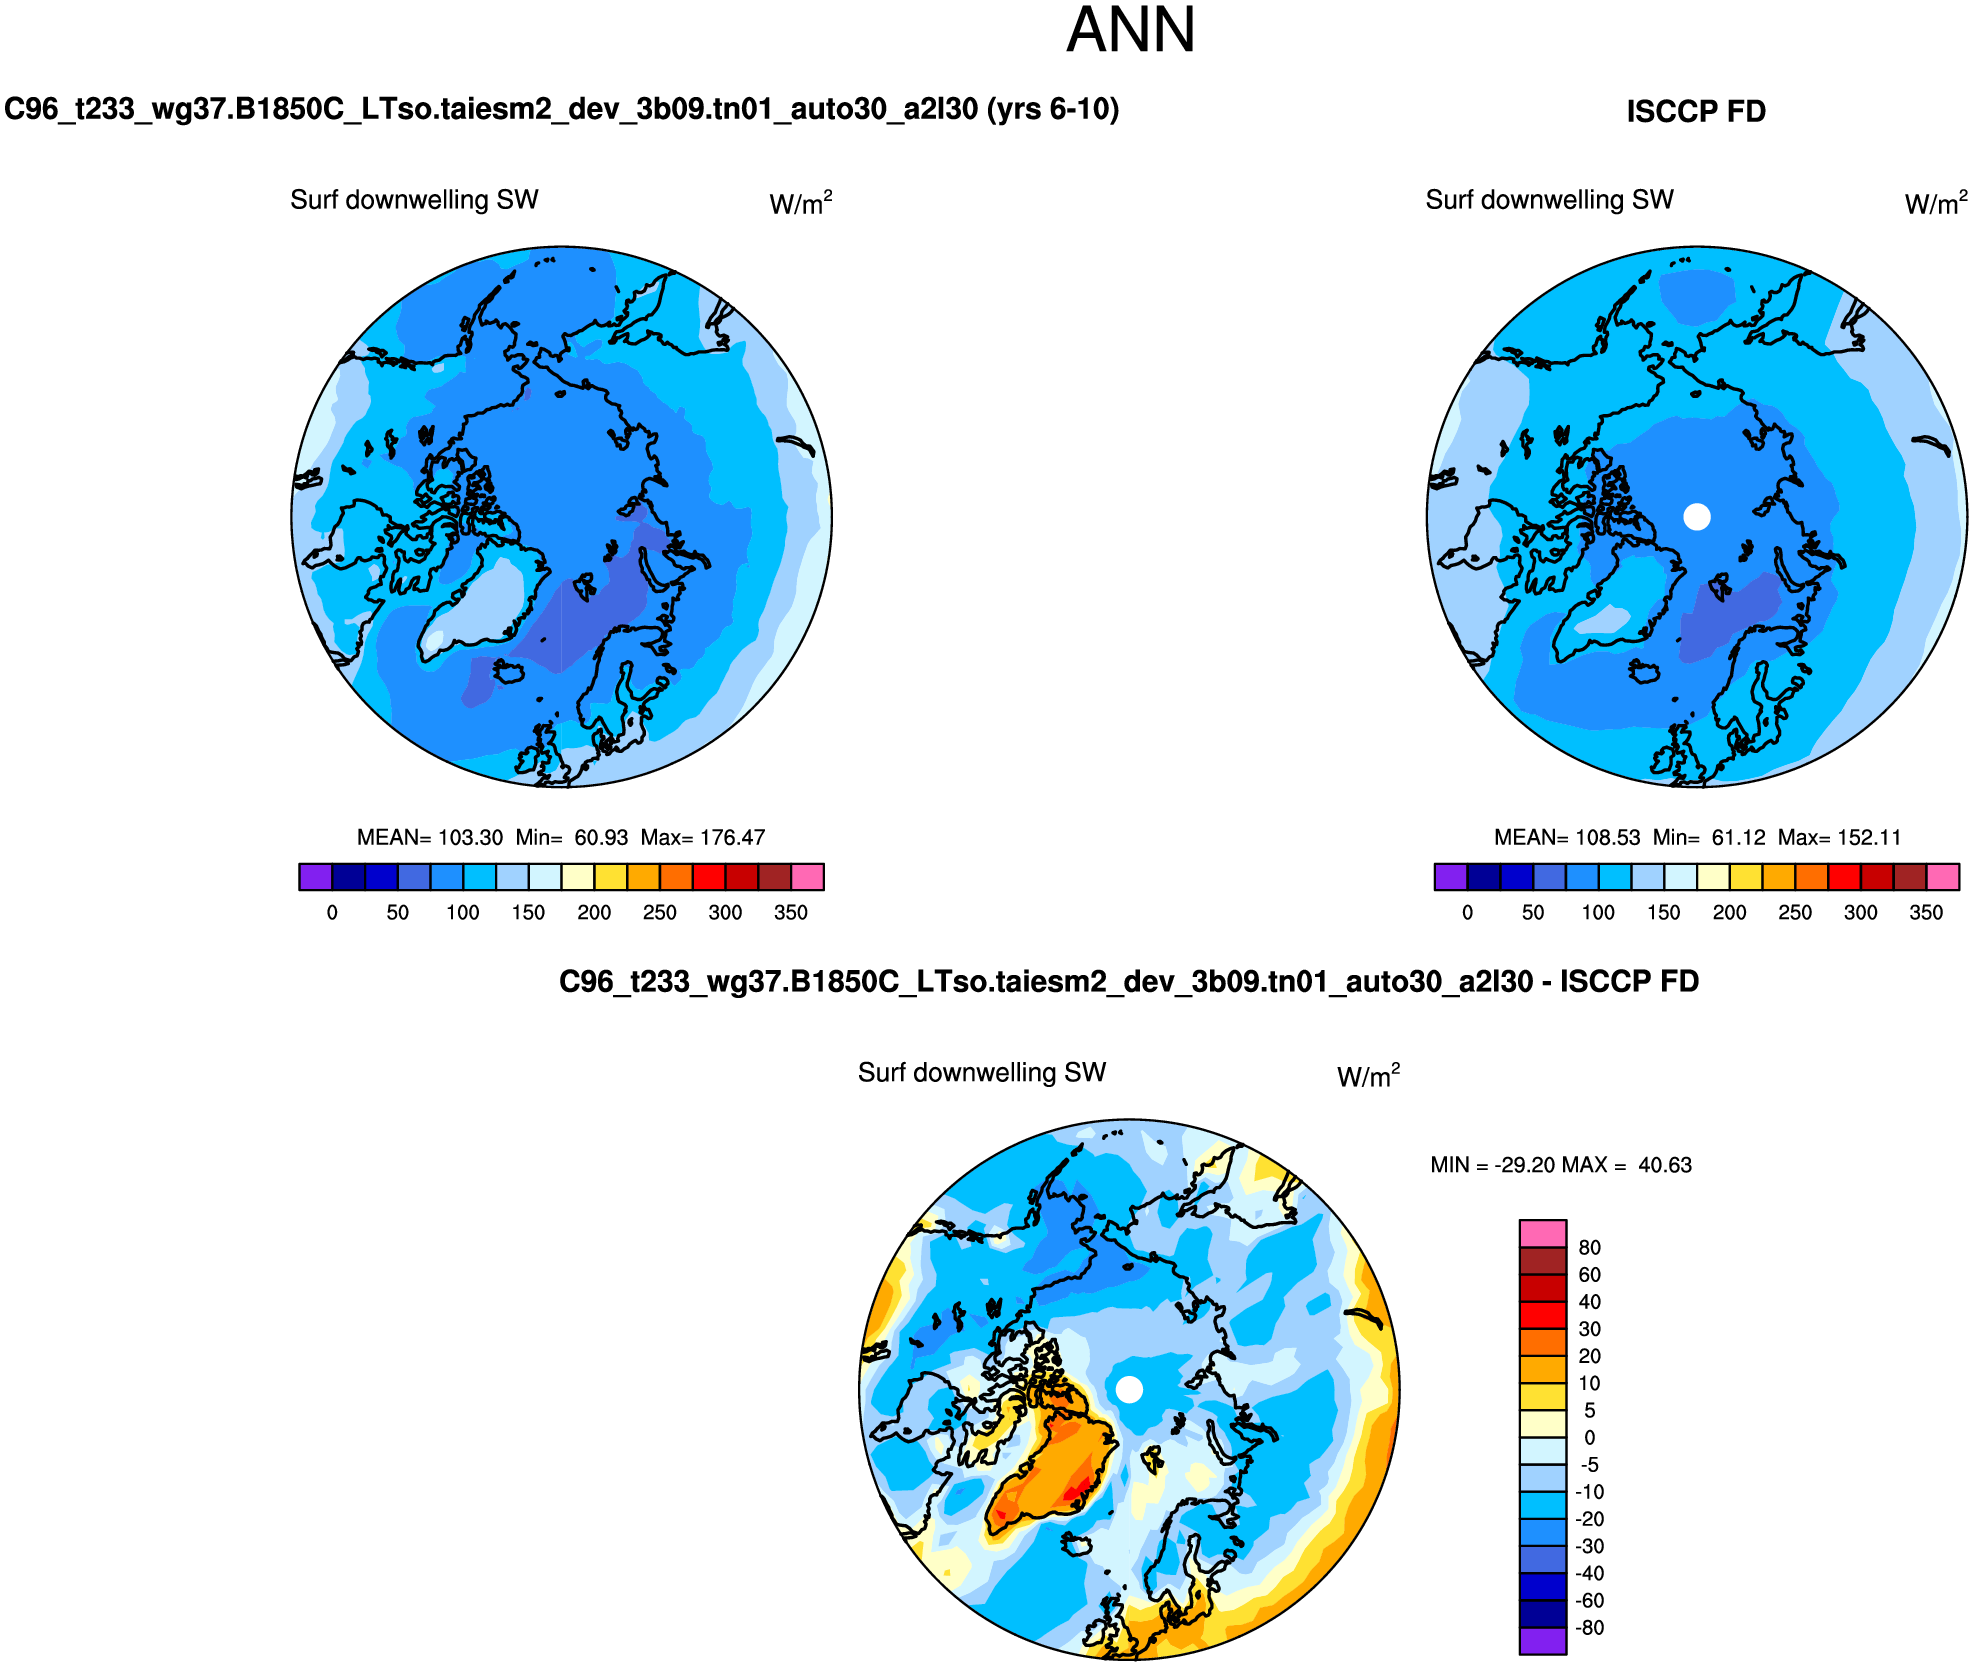 ANN
C96_t233_wg37.B1850C_LTso.taiesm2_dev_3b09.tn01_auto30_a2l30 (yrs 6-10)
ISCCP FD
Surf downwelling SW W/m²
Surf downwelling SW W/m²
MEAN= 103.30 Min= 60.93 Max= 176.47
0 50 100 150 200 250 300 350
MEAN= 108.53 Min= 61.12 Max= 152.11
0 50 100 150 200 250 300 350
C96_t233_wg37.B1850C_LTso.taiesm2_dev_3b09.tn01_auto30_a2l30 - ISCCP FD
Surf downwelling SW W/m²
MIN = -29.20 MAX = 40.63
80
60
40
30
20
10
5
0
-5
-10
-20
-30
-40
-60
-80